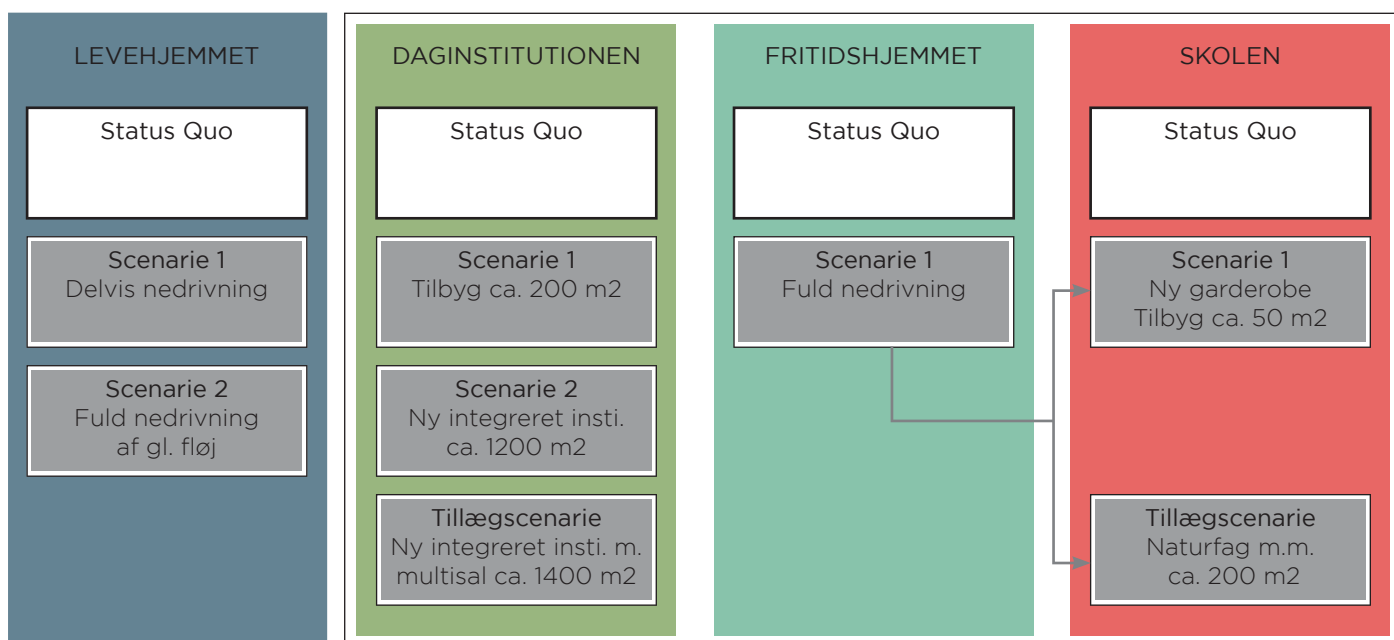 LEVEHJEMMET
Status Quo
Scenarie 1
Delvis nedrivning
Scenarie 2
Fuld nedrivning
af gl. fløj
DAGINSTITUTIONEN
Status Quo
Scenarie 1
Tilbyg ca. 200 m2
Scenarie 2
Ny integreret insti.
ca. 1200 m2
Tillægscenarie
Ny integreret insti. m.
multisal ca. 1400 m2
FRITIDSHJEMMET
Status Quo
Scenarie 1
Fuld nedrivning
SKOLEN
Status Quo
Scenarie 1
Ny garderobe
Tilbyg ca. 50 m2
Tillægscenarie
Naturfag m.m.
ca. 200 m2